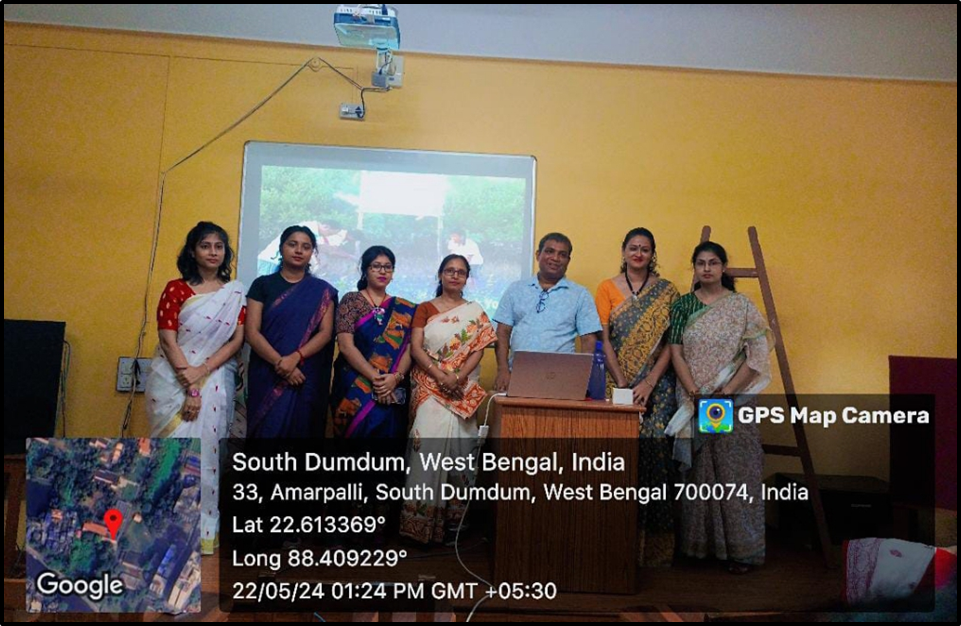 Yo
GPS Map Camera
South Dumdum, West Bengal, India
33, Amarpalli, South Dumdum, West Bengal 700074, India
Lat 22.613369°
Long 88.409229°
22/05/24 01:24 PM GMT +05:30
Google